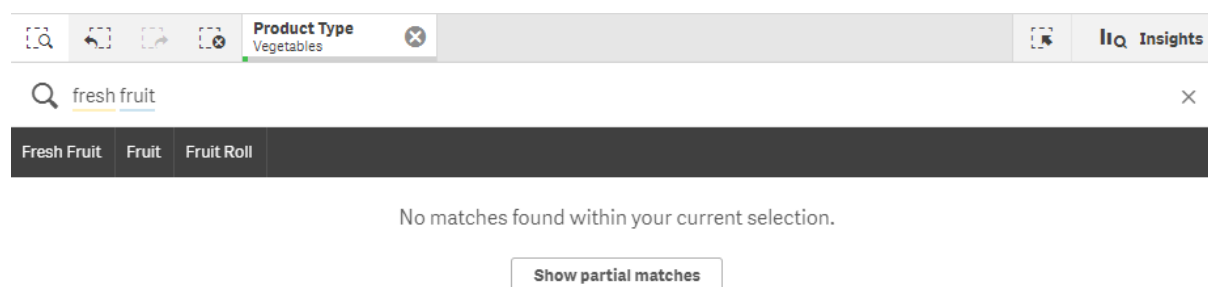 Product Type
Vegetables
Insights
fresh fruit
Fresh Fruit Fruit Fruit Roll
No matches found within your current selection.
Show partial matches